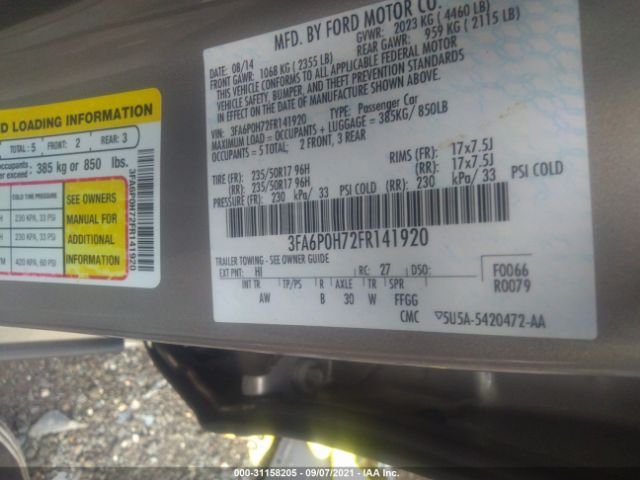 MFD. BY FORD MOTOR CO.
DATE: 08/14 GVWR: 2023 KG ( 4460 LB)
FRONT GAWR: 1068 KG ( 2355 LB) REAR GAWR: 959 KG ( 2115 LB)
THIS VEHICLE CONFORMS TO ALL APPLICABLE FEDERAL MOTOR
VEHICLE SAFETY, BUMPER, AND THEFT PREVENTION STANDARDS
IN EFFECT ON THE DATE OF MANUFACTURE SHOWN ABOVE.
VIN: 3FA6P0H72FR141920 TYPE: Passenger Car
MAXIMUM LOAD = OCCUPANTS + LUGGAGE = 385KG/ 850LB
OCCUPANTS = 5 TOTAL; 2 FRONT, 3 REAR
TIRE (FR): 235/50R17 96H RIMS (FR): 17x7.5J
(RR): 235/50R17 96H (RR): 17x7.5J
PRESSURE (FR): 230 kPa/ 33 PSI COLD (RR): 230 kPa/ 33 PSI COLD
3FA6P0H72FR141920
TRAILER TOWING - SEE OWNER GUIDE
EXT PNT: HI RC: 27 DSO: F0066
R0079
INT TR TP/PS R AXLE TR SPR
AW B 30 W FFGG
CMC 5U5A-5420472-AA
D LOADING INFORMATION
TOTAL: 5 FRONT: 2 REAR: 3
385 kg or 850 lbs.
COLD TIRE PRESSURE
230 KPA, 33 PSI
230 KPA, 33 PSI
420 KPA, 60 PSI
SEE OWNERS
MANUAL FOR
ADDITIONAL
INFORMATION
3FA6P0H72FR141920
000-31158205 - 09/07/2021 - IAA Inc.